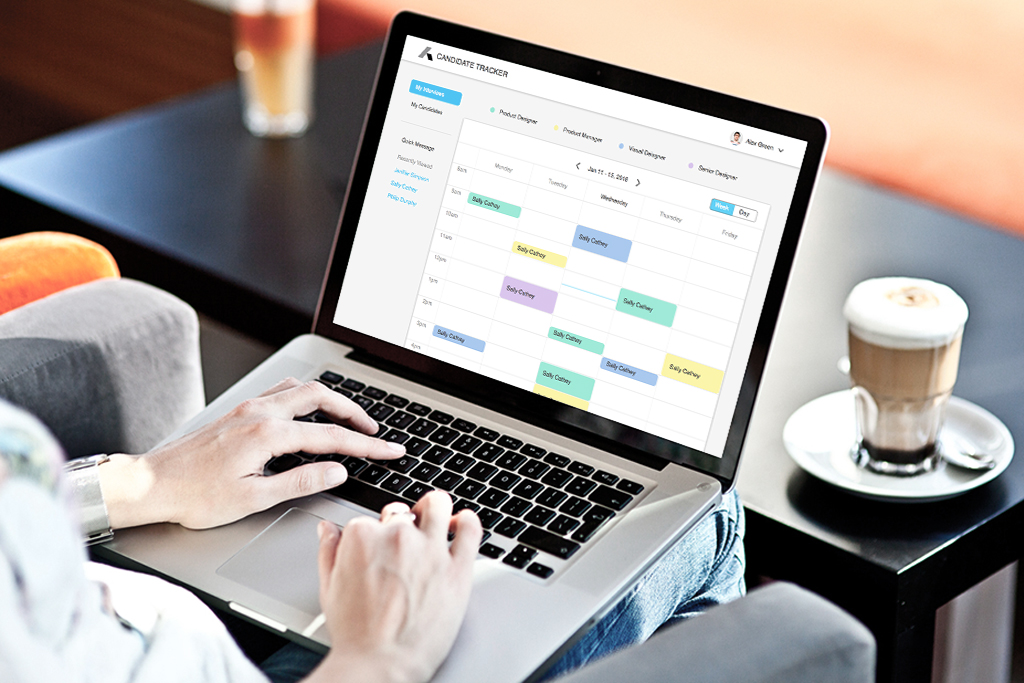 CANDIDATE TRACKER
Alex Green
My Interviews
My Candidates
Product Designer
Product Manager
Visual Designer
Senior Designer
Quick Message
Recently Viewed
Jenifer Simpson
Sally Cathey
Philip Dunphy
Jan 11 - 15, 2016
Week Day
Monday Tuesday Wednesday Thursday Friday
8am
9am
Sally Cathey
10am
Sally Cathey
11am
Sally Cathey
12pm
1pm
Sally Cathey
Sally Cathey
2pm
3pm
Sally Cathey
Sally Cathey
Sally Cathey
Sally Cathey
4pm
Sally Cathey